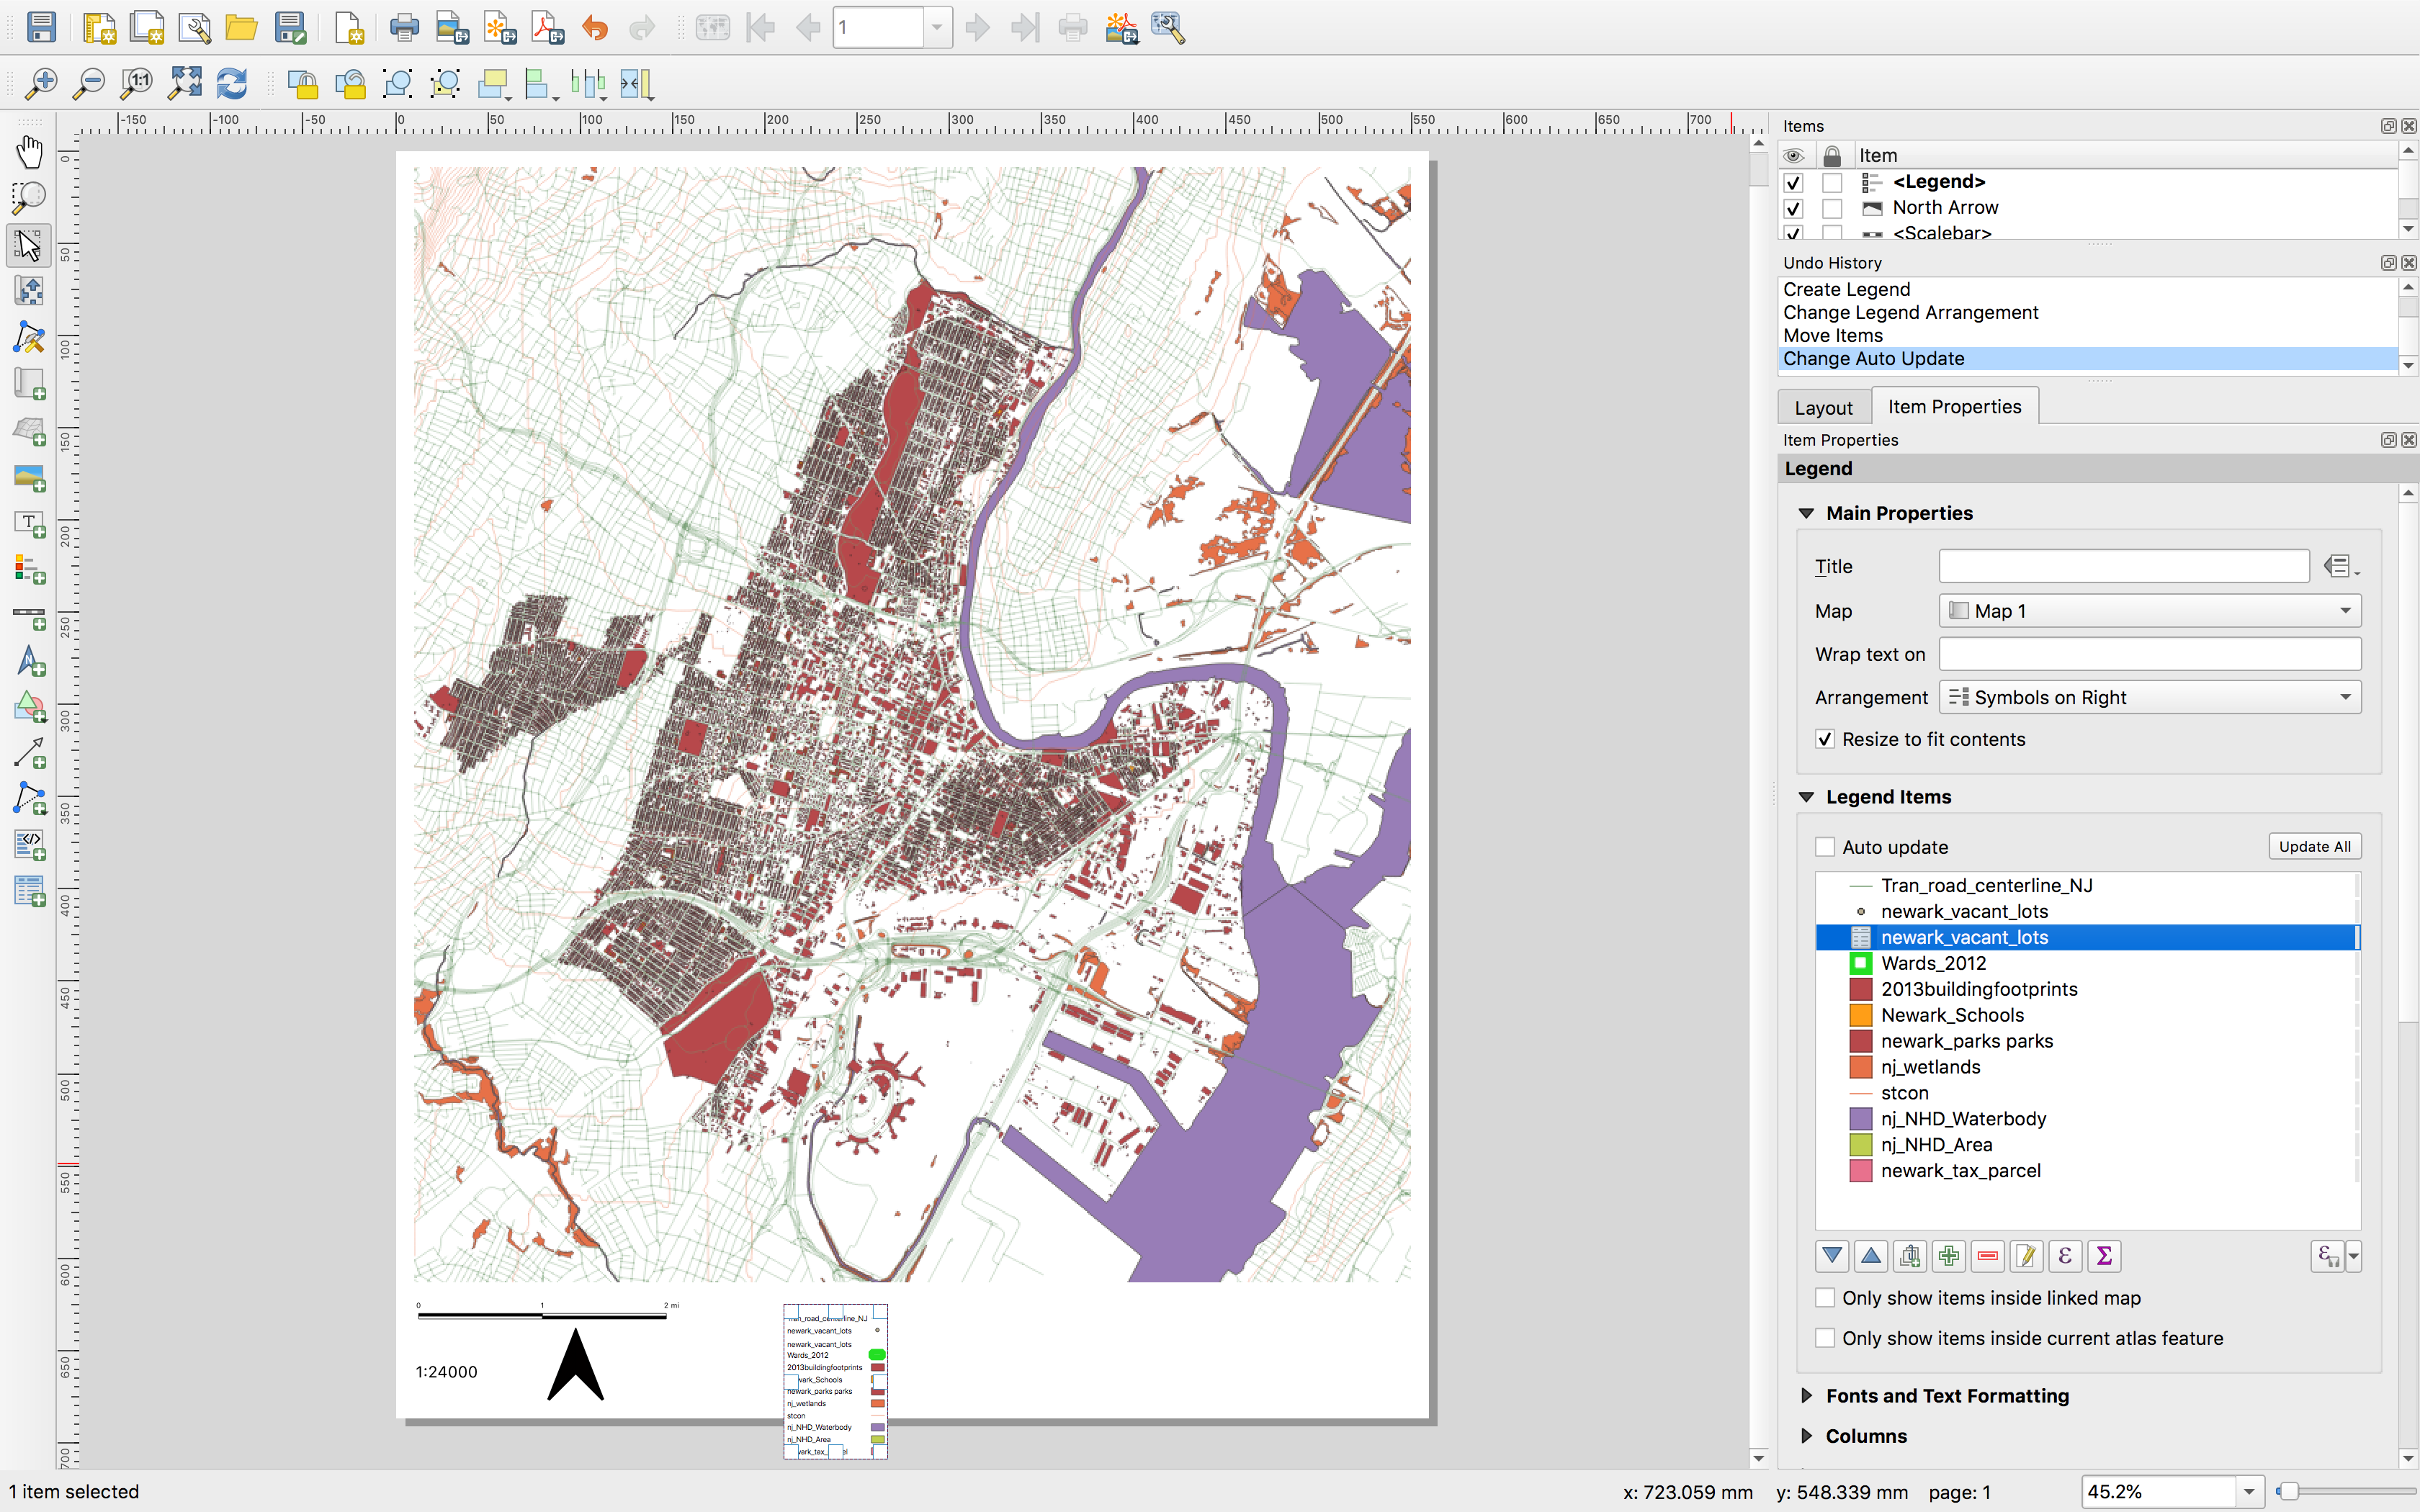 1
-150 -100 -50 0 50 100 150 200 250 300 350 400 450 500 550 600 650 700
0
50
100
150
200
250
300
350
400
450
500
550
600
650
700
0 1 2 mi
1:24000
Tran_road_centerline_NJ
newark_vacant_lots
newark_vacant_lots
Wards_2012
2013buildingfootprints
newark_parks parks
nj_wetlands
stcon
nj_NHD_Waterbody
nj_NHD_Area
Items
Item
<Legend>
North Arrow
<Scalebar>
Undo History
Create Legend
Change Legend Arrangement
Move Items
Change Auto Update
Layout Item Properties
Item Properties
Legend
Main Properties
Title
Map Map 1
Wrap text on
Arrangement Symbols on Right
Resize to fit contents
Legend Items
Auto update Update All
Tran_road_centerline_NJ
newark_vacant_lots
newark_vacant_lots
Wards_2012
2013buildingfootprints
Newark_Schools
newark_parks parks
nj_wetlands
stcon
nj_NHD_Waterbody
nj_NHD_Area
newark_tax_parcel
Only show items inside linked map
Only show items inside current atlas feature
Fonts and Text Formatting
Columns
1 item selected
x: 723.059 mm y: 548.339 mm page: 1 45.2%